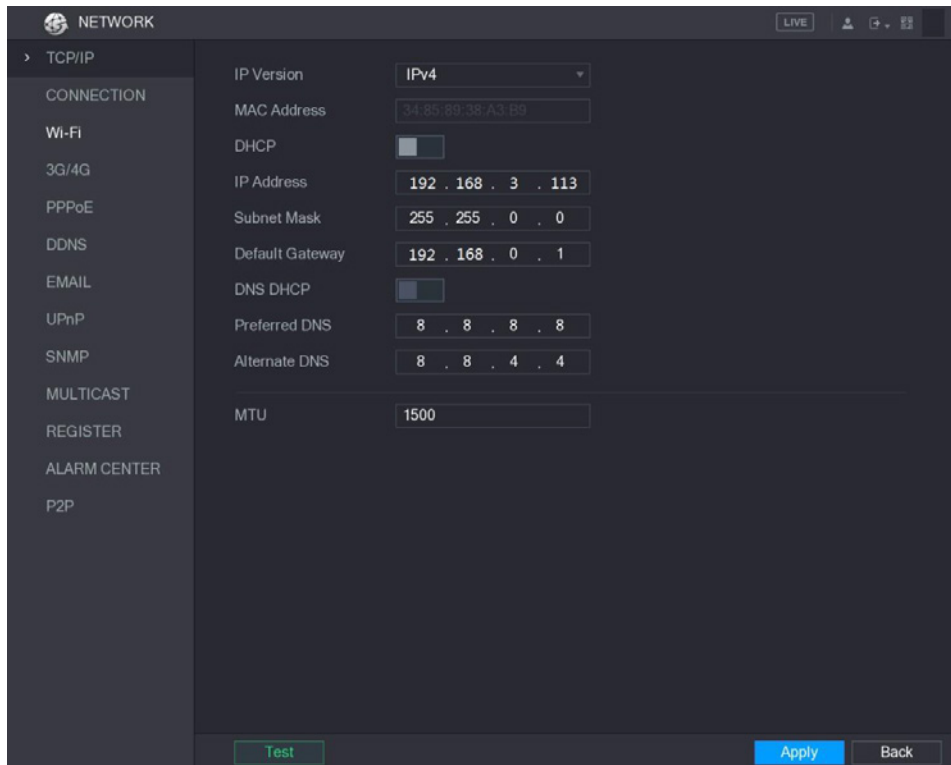 NETWORK
LIVE
TCP/IP
CONNECTION
Wi-Fi
3G/4G
PPPoE
DDNS
EMAIL
UPnP
SNMP
MULTICAST
REGISTER
ALARM CENTER
P2P
IP Version IPv4
MAC Address 34:85:89:38:A3:B9
DHCP
IP Address 192 . 168 . 3 . 113
Subnet Mask 255 . 255 . 0 . 0
Default Gateway 192 . 168 . 0 . 1
DNS DHCP
Preferred DNS 8 . 8 . 8 . 8
Alternate DNS 8 . 8 . 4 . 4
MTU 1500
Test
Apply
Back